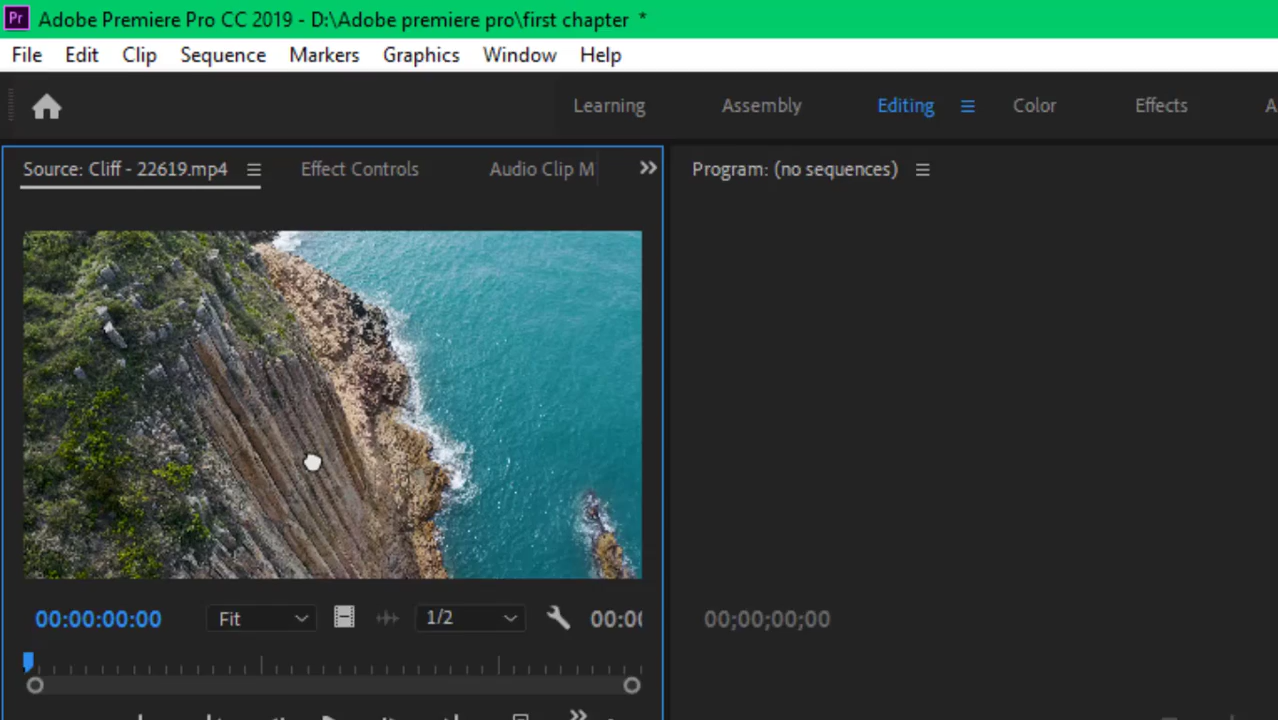 Pr Adobe Premiere Pro CC 2019 - D:\Adobe premiere pro\first chapter *
File Edit Clip Sequence Markers Graphics Window Help
Learning Assembly Editing Color Effects A
Source: Cliff - 22619.mp4 Effect Controls Audio Clip M Program: (no sequences)
00:00:00:00 Fit 1/2 00:00 00;00;00;00